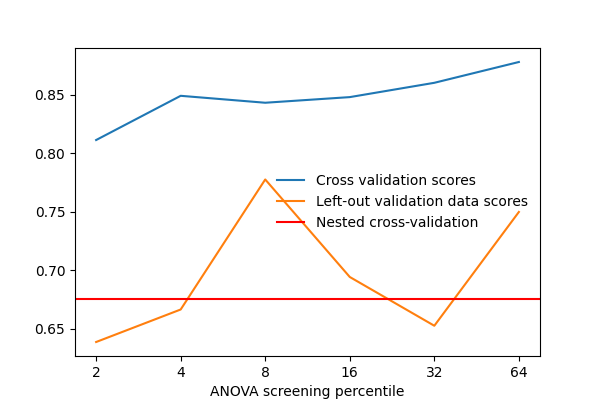 0.85
0.80
0.75
0.70
0.65
Cross validation scores
Left-out validation data scores
Nested cross-validation
2 4 8 16 32 64
ANOVA screening percentile